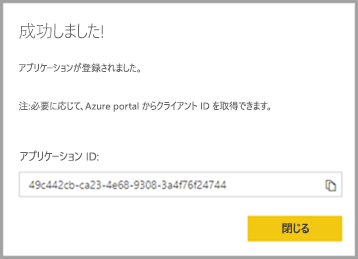 成功しました!
アプリケーションが登録されました。
注:必要に応じて、Azure portal からクライアント ID を取得できます。
アプリケーション ID:
49c442cb-ca23-4e68-9308-3a4f76f24744
閉じる